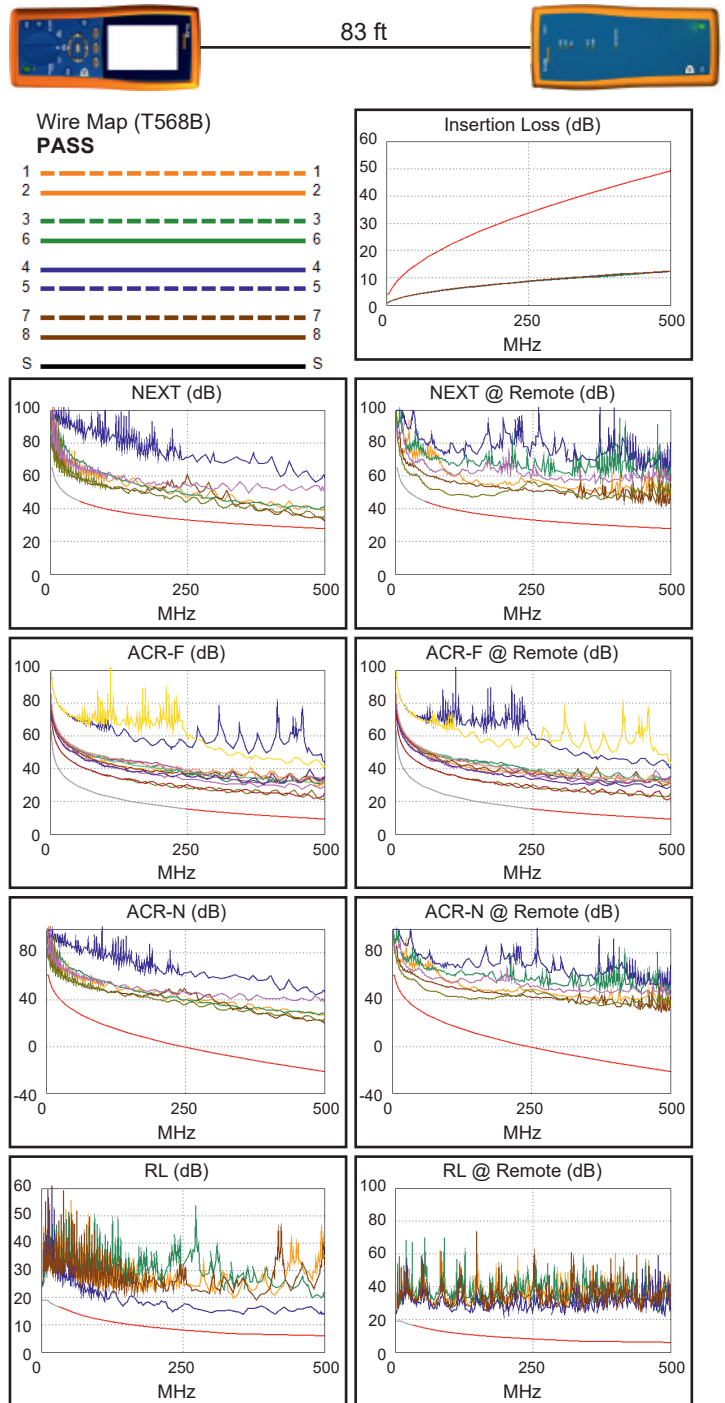 83 ft
Wire Map (T568B)
PASS
1 1
2 2
3 3
6 6
4 4
5 5
7 7
8 8
S S
Insertion Loss (dB)
60
50
40
30
20
10
0
0 250 500
MHz
NEXT (dB)
100
80
60
40
20
0
0 250 500
MHz
NEXT @ Remote (dB)
100
80
60
40
20
0
0 250 500
MHz
ACR-F (dB)
100
80
60
40
20
0
0 250 500
MHz
ACR-F @ Remote (dB)
100
80
60
40
20
0
0 250 500
MHz
ACR-N (dB)
80
40
0
-40
0 250 500
MHz
ACR-N @ Remote (dB)
80
40
0
-40
0 250 500
MHz
RL (dB)
60
50
40
30
20
10
0
0 250 500
MHz
RL @ Remote (dB)
100
80
60
40
20
0
0 250 500
MHz